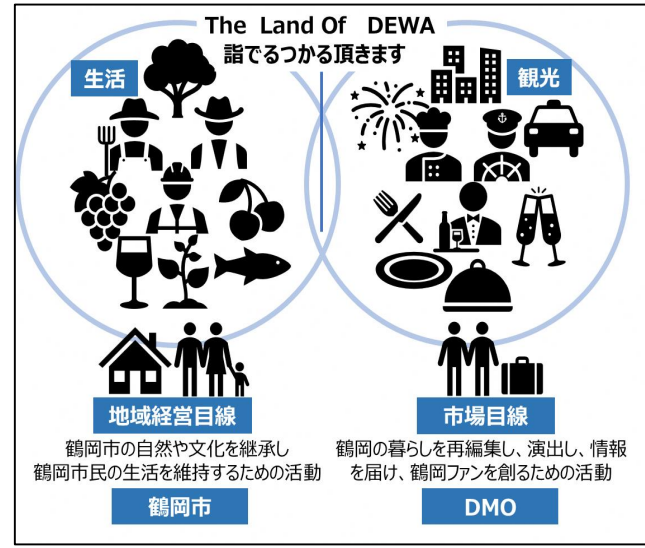 The Land Of DEWA
詣でるつかる頂きます
生活
観光
地域経営目線
鶴岡市の自然や文化を継承し
鶴岡市民の生活を維持するための活動
鶴岡市
市場目線
鶴岡の暮らしを再編集し、演出し、情報
を届け、鶴岡ファンを創るための活動
DMO